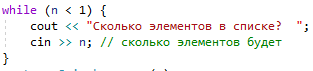 while (n < 1) {
    cout << "Сколько элементов в списке?  ";
    cin >> n; // сколько элементов будет
}